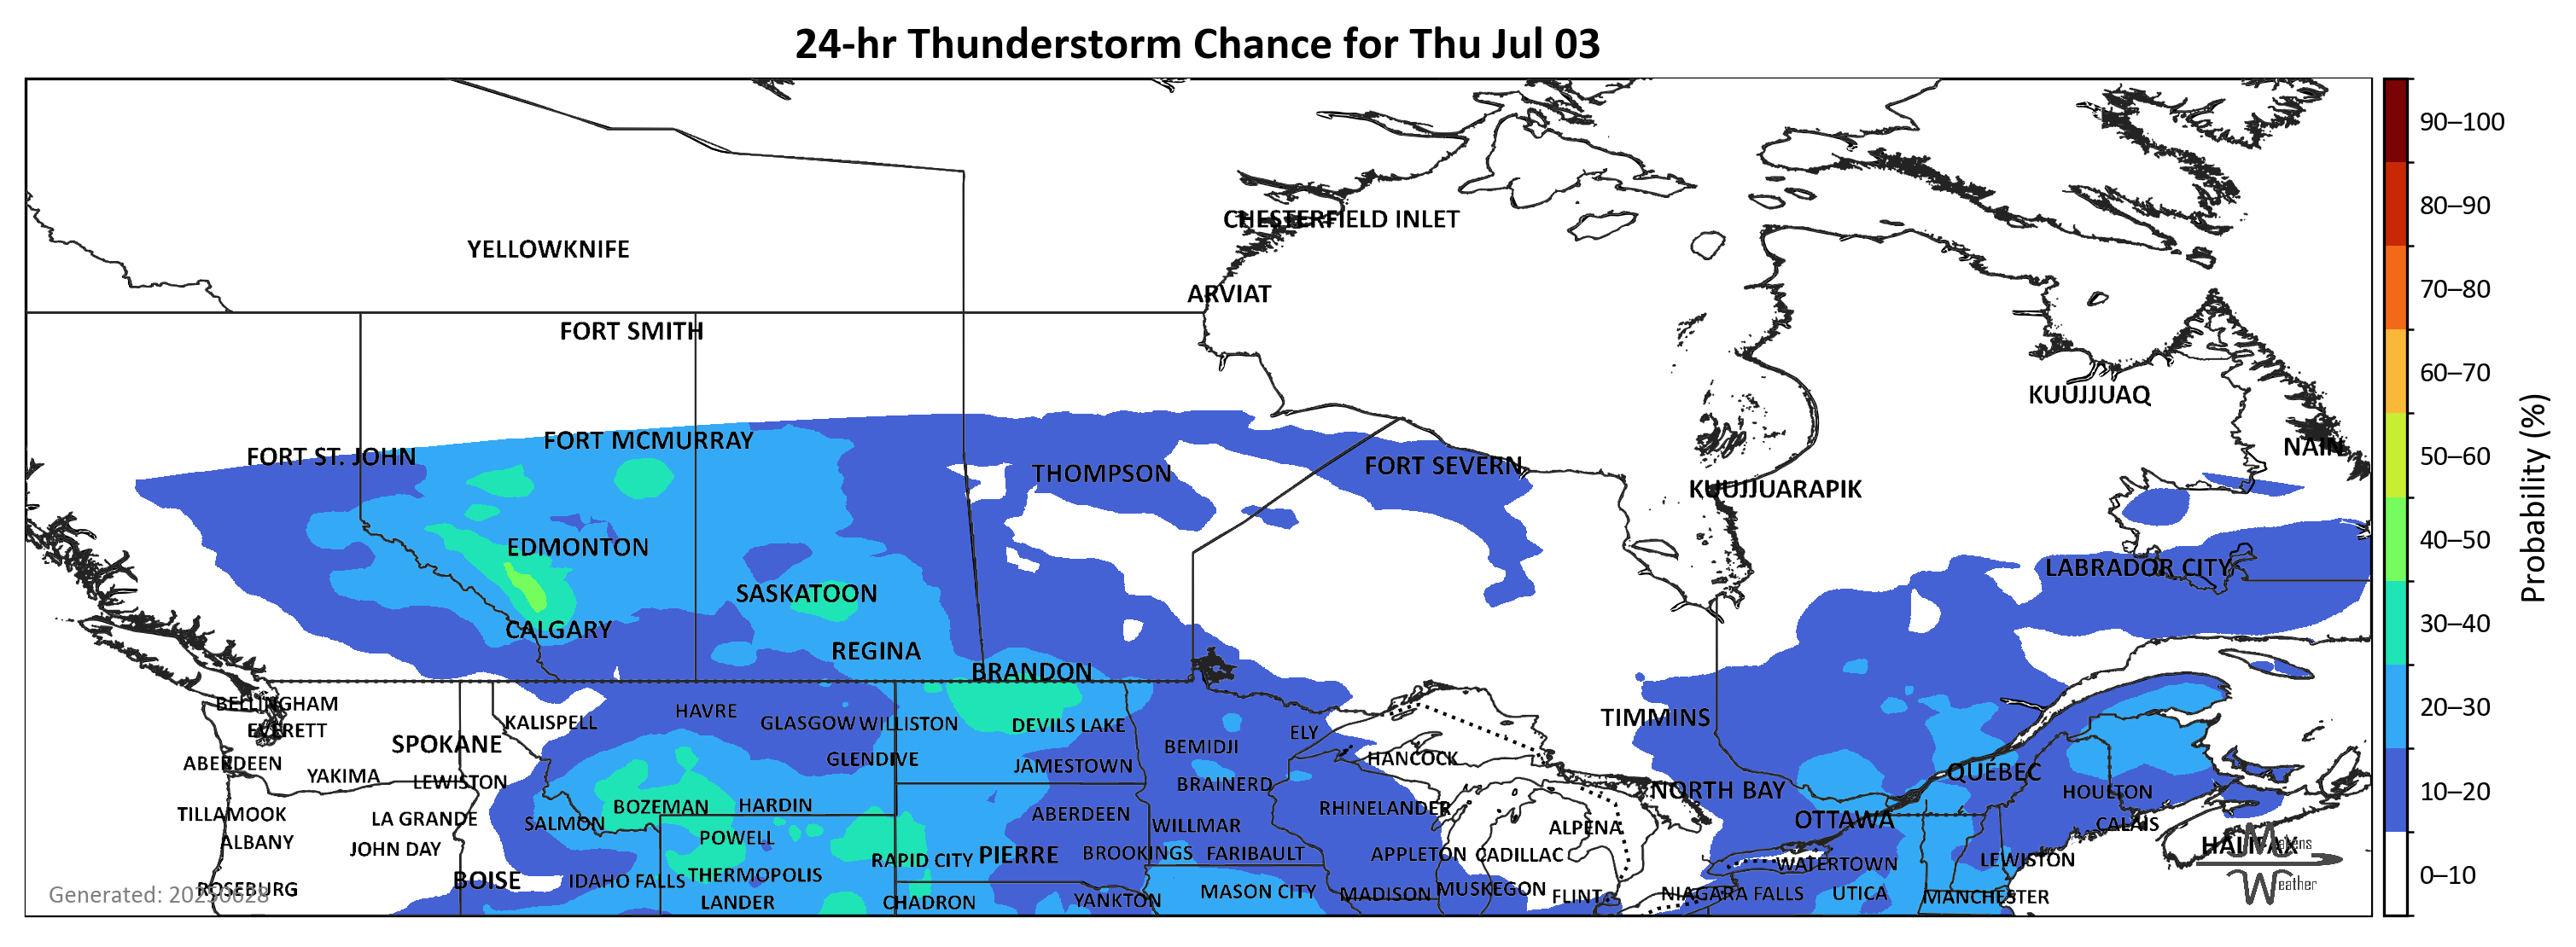 24-hr Thunderstorm Chance for Thu Jul 03
90–100
80–90
CHESTERFIELD INLET
YELLOWKNIFE
70–80
ARVIAT
FORT SMITH
60–70
KUUJJUAQ
50–60
FORT MCMURRAY
NAIN
FORT ST. JOHN
FORT SEVERN
THOMPSON
KUUJJUARAPIK
Probability (%)
40–50
EDMONTON
LABRADOR CITY
SASKATOON
30–40
CALGARY
REGINA
BRANDON
BELLINGHAM
20–30
HAVRE
TIMMINS
KALISPELL
GLASGOW WILLISTON
DEVILS LAKE
EVERETT
ELY
SPOKANE
BEMIDJI
GLENDIVE
HANCOCK
ABERDEEN
JAMESTOWN
QUÉBEC
YAKIMA
LEWISTON
BRAINERD
NORTH BAY
HOULTON
10–20
BOZEMAN
HARDIN
RHINELANDER
TILLAMOOK
LA GRANDE
SALMON
ABERDEEN
WILLMAR
ALPENA
OTTAWA
CALAIS
ALBANY
JOHN DAY
POWELL
RAPID CITY
PIERRE
BROOKINGS
FARIBAULT
APPLETON
CADILLAC
WATERTOWN
LEWISTON
HALIFAX
BOISE
IDAHO FALLS
THERMOPOLIS
0–10
Weather
Generated: 20250628
ROSEBURG
LANDER
CHADRON
YANKTON
MASON CITY
MADISON
MUSKEGON
FLINT
NIAGARA FALLS
UTICA
MANCHESTER